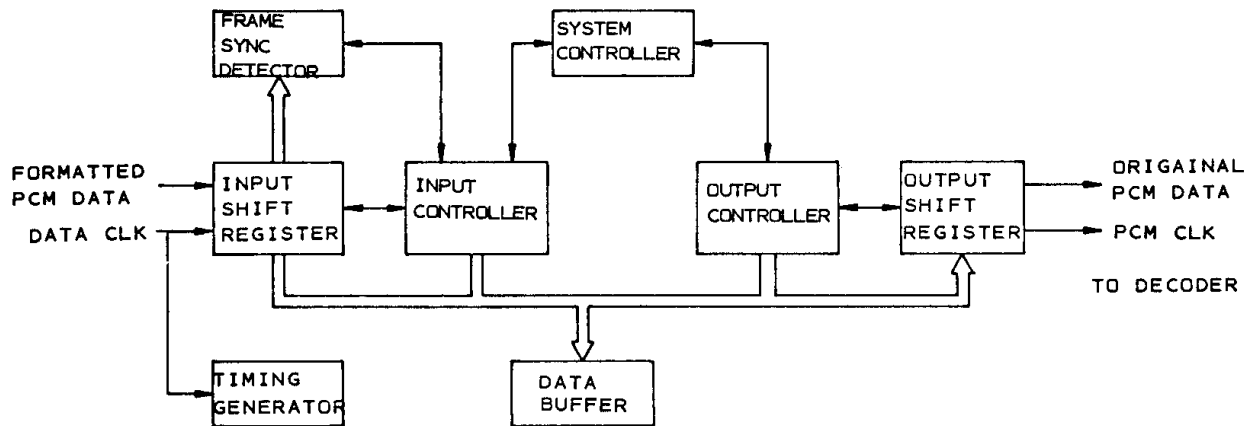 FRAME
SYNC
DETECTOR
SYSTEM
CONTROLLER
FORMATTED
PCM DATA
DATA CLK
INPUT
SHIFT
REGISTER
INPUT
CONTROLLER
OUTPUT
CONTROLLER
OUTPUT
SHIFT
REGISTER
ORIGAINAL
PCM DATA
PCM CLK
TO DECODER
TIMING
GENERATOR
DATA
BUFFER